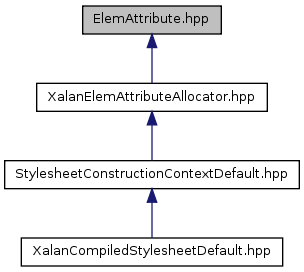 ElemAttribute.hpp
XalanElemAttributeAllocator.hpp
StylesheetConstructionContextDefault.hpp
XalanCompiledStylesheetDefault.hpp